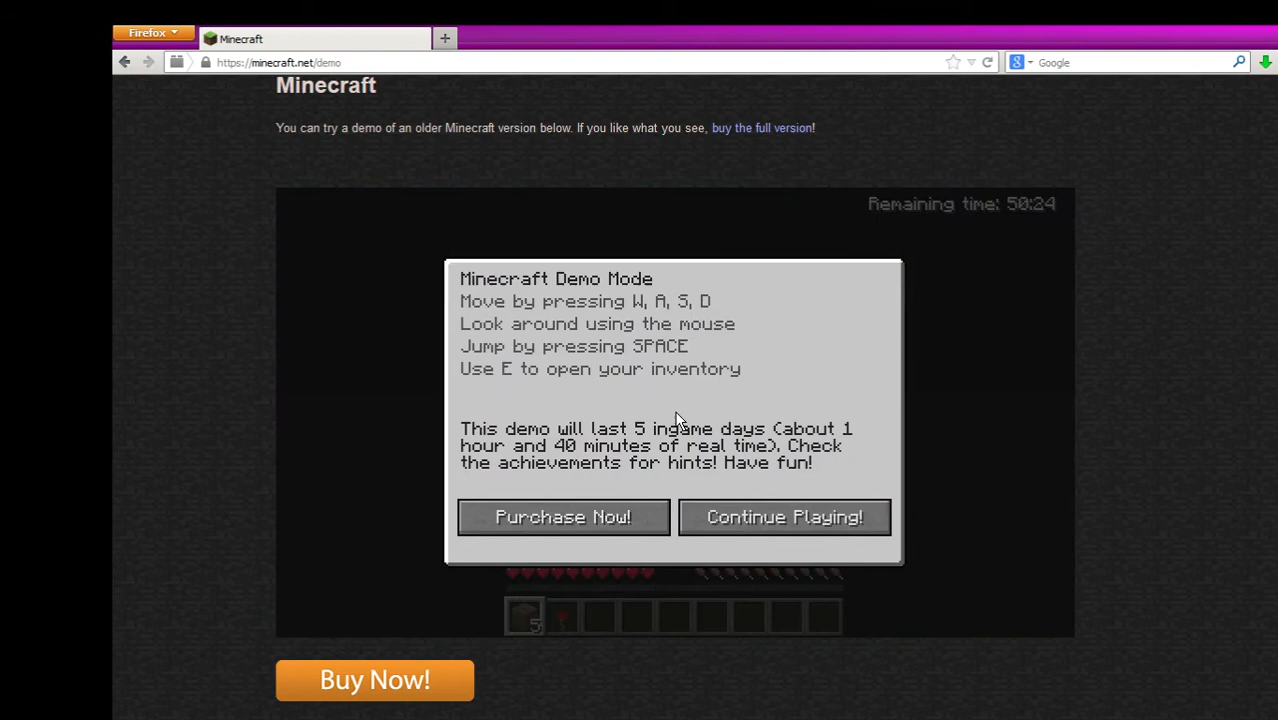 Firefox
Minecraft
https://minecraft.net/demo
Google
Minecraft
You can try a demo of an older Minecraft version below. If you like what you see, buy the full version!
Remaining time: 50:24
Minecraft Demo Mode
Move by pressing W, A, S, D
Look around using the mouse
Jump by pressing SPACE
Use E to open your inventory
This demo will last 5 ingame days (about 1
hour and 40 minutes of real time). Check
the achievements for hints! Have fun!
Purchase Now!
Continue Playing!
5
Buy Now!